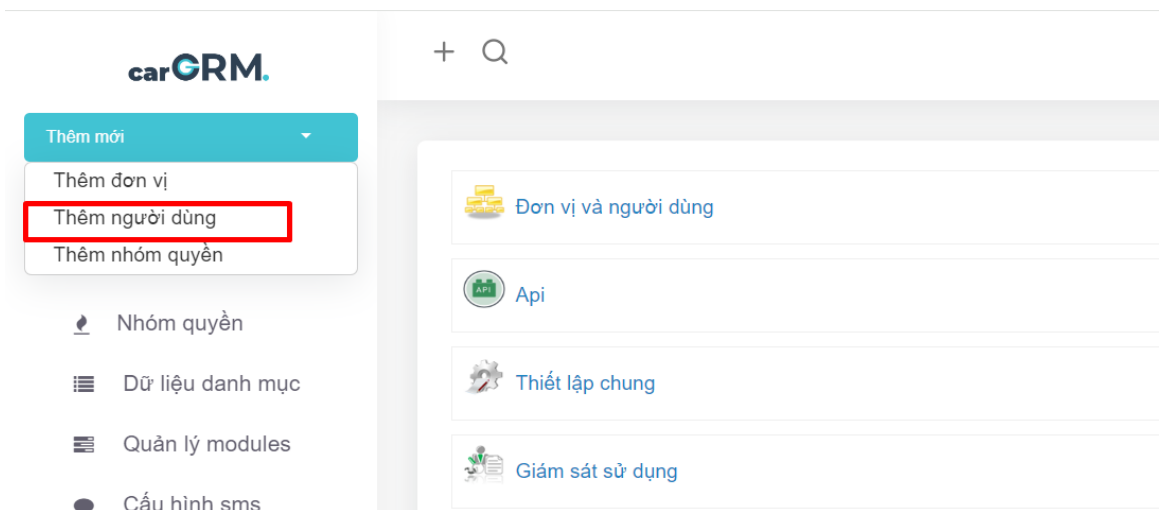 carGRM.
Thêm mới
Thêm đơn vị
Thêm người dùng
Thêm nhóm quyền
Nhóm quyền
Dữ liệu danh mục
Quản lý modules
Cấu hình sms
Đơn vị và người dùng
API
Api
Thiết lập chung
Giám sát sử dụng